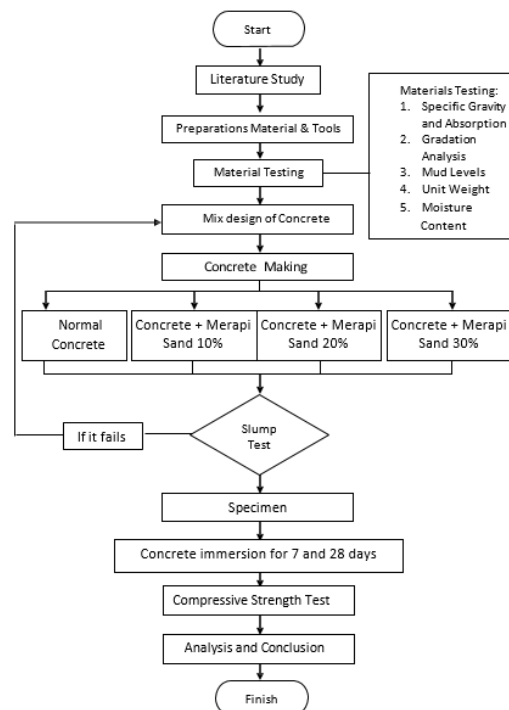 Start
Literature Study
Preparations Material & Tools
Material Testing
Materials Testing:
1. Specific Gravity
and Absorption
2. Gradation
Analysis
3. Mud Levels
4. Unit Weight
5. Moisture
Content
Mix design of Concrete
Concrete Making
Normal
Concrete
Concrete + Merapi
Sand 10%
Concrete + Merapi
Sand 20%
Concrete + Merapi
Sand 30%
Slump
Test
If it fails
Specimen
Concrete immersion for 7 and 28 days
Compressive Strength Test
Analysis and Conclusion
Finish